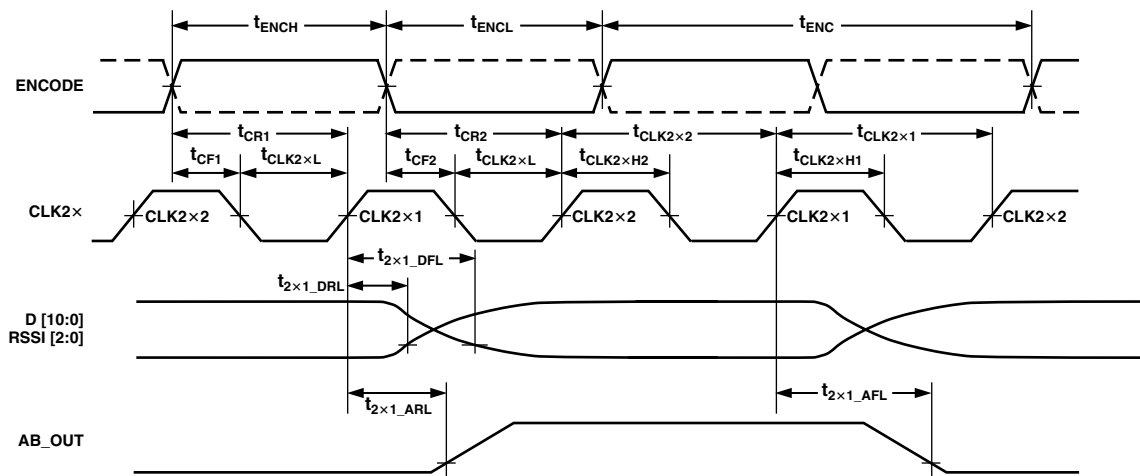 tENCH tENCL tENC
ENCODE
tCR1 tCR2 tCLK2×2 tCLK2×1
tCF1 tCLK2×L tCF2 tCLK2×L tCLK2×H2 tCLK2×H1
CLK2× CLK2×2 CLK2×1 CLK2×2 CLK2×1 CLK2×2
t2×1_DFL
t2×1_DRL
D [10:0]
RSSI [2:0]
t2×1_ARL t2×1_AFL
AB_OUT